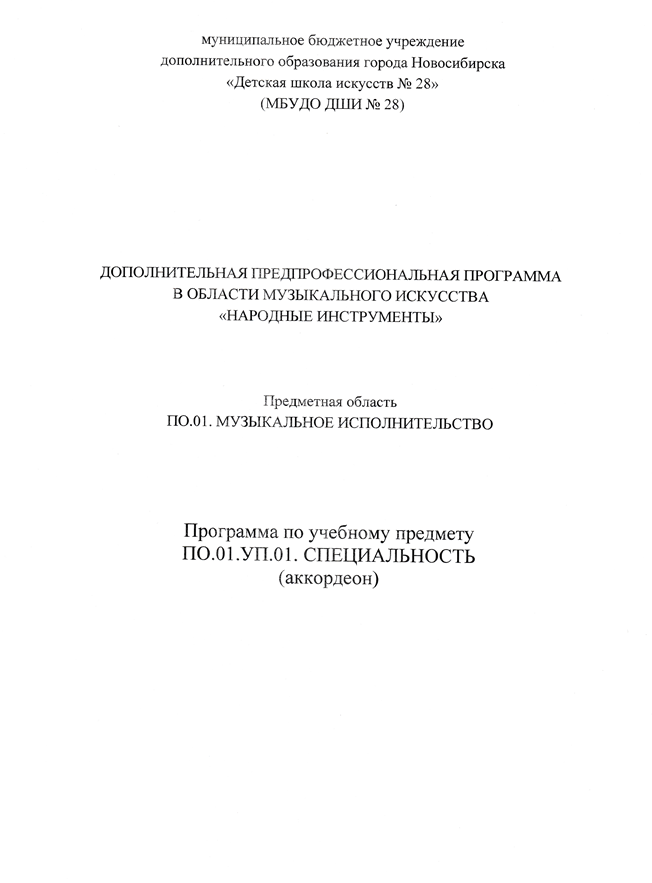 муниципальное бюджетное учреждение
дополнительного образования города Новосибирска
«Детская школа искусств № 28»
(МБУДО ДШИ № 28)
ДОПОЛНИТЕЛЬНАЯ ПРЕДПРОФЕССИОНАЛЬНАЯ ПРОГРАММА
В ОБЛАСТИ МУЗЫКАЛЬНОГО ИСКУССТВА
«НАРОДНЫЕ ИНСТРУМЕНТЫ»
Предметная область
ПО.01. МУЗЫКАЛЬНОЕ ИСПОЛНИТЕЛЬСТВО
Программа по учебному предмету
ПО.01.УП.01. СПЕЦИАЛЬНОСТЬ
(аккордеон)